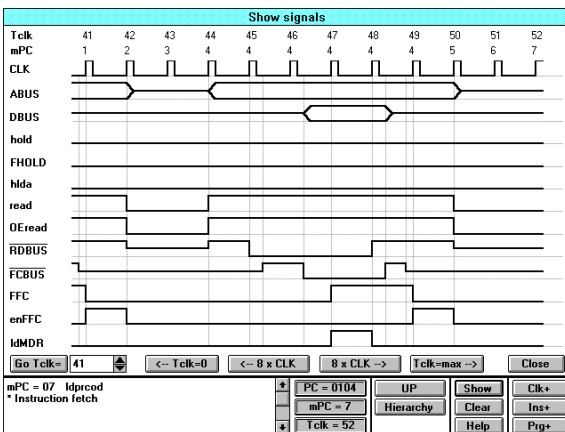 Show signals
Tclk 41 42 43 44 45 46 47 48 49 50 51 52
mPC 1 2 3 4 4 4 4 4 4 5 6 7
CLK
ABUS
DBUS
hold
FHOLD
hlda
read
OEread
RDBUS
FCBUS
FFC
enFFC
ldMDR
Go Tclk= 41 <-- Tclk=0 <-- 8 x CLK 8 x CLK --> Tclk=max --> Close
mPC = 07 ldprcod PC = 0104 UP Show Clk+
* Instruction fetch mPC = 7 Hierarchy Clear Ins+
Tclk = 52 Help Prg+